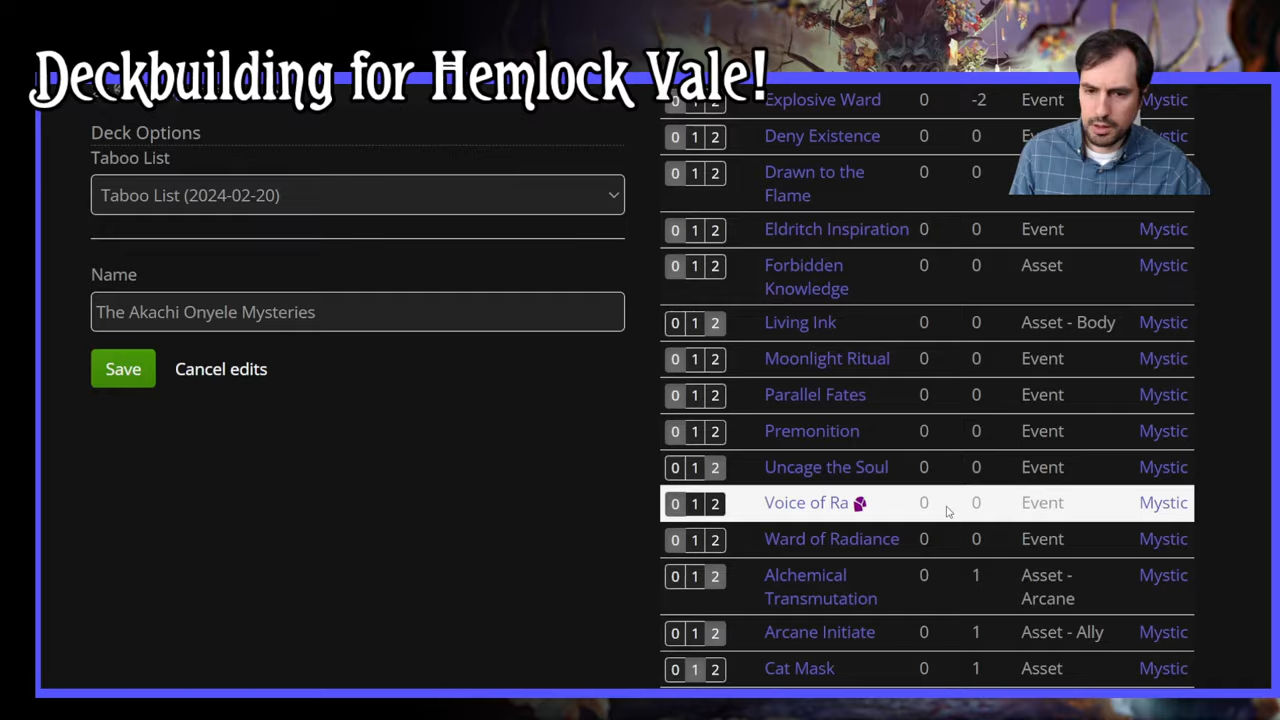 Deckbuilding for Hemlock Vale!
Deck Options
Taboo List
Taboo List (2024-02-20)
Name
The Akachi Onyele Mysteries
Save Cancel edits
0 1 2 Explosive Ward 0 -2 Event Mystic
0 1 2 Deny Existence 0 0 Mystic
0 1 2 Drawn to the 0 0
Flame
0 1 2 Eldritch Inspiration 0 0 Event Mystic
0 1 2 Forbidden 0 0 Asset Mystic
Knowledge
0 1 2 Living Ink 0 0 Asset - Body Mystic
0 1 2 Moonlight Ritual 0 0 Event Mystic
0 1 2 Parallel Fates 0 0 Event Mystic
0 1 2 Premonition 0 0 Event Mystic
0 1 2 Uncage the Soul 0 0 Event Mystic
0 1 2 Voice of Ra 0 0 Event Mystic
0 1 2 Ward of Radiance 0 0 Event Mystic
0 1 2 Alchemical 0 1 Asset - Mystic
Transmutation Arcane
0 1 2 Arcane Initiate 0 1 Asset - Ally Mystic
0 1 2 Cat Mask 0 1 Asset Mystic